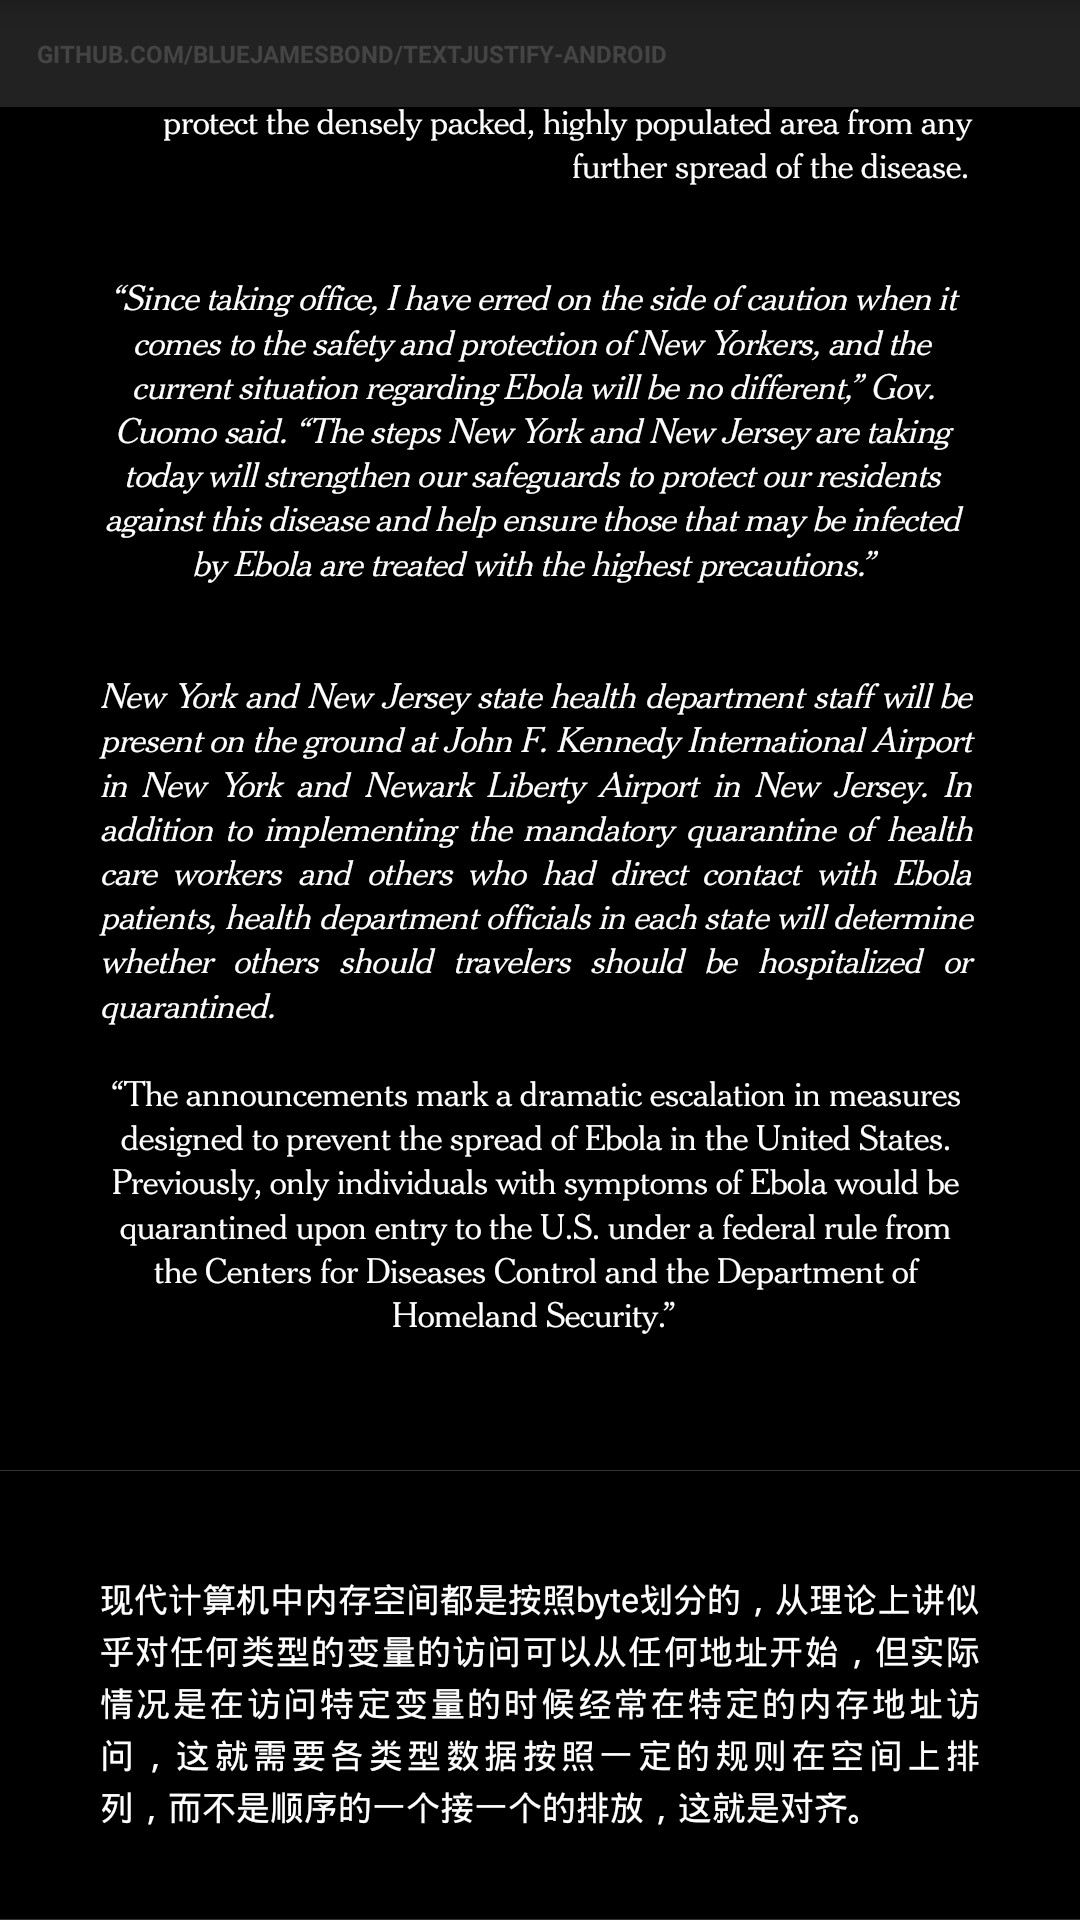 GITHUB.COM/BLUEJAMESBOND/TEXTJUSTIFY-ANDROID
protect the densely packed, highly populated area from any
further spread of the disease.
“Since taking office, I have erred on the side of caution when it
comes to the safety and protection of New Yorkers, and the
current situation regarding Ebola will be no different,” Gov.
Cuomo said. “The steps New York and New Jersey are taking
today will strengthen our safeguards to protect our residents
against this disease and help ensure those that may be infected
by Ebola are treated with the highest precautions.”
New York and New Jersey state health department staff will be
present on the ground at John F. Kennedy International Airport
in New York and Newark Liberty Airport in New Jersey. In
addition to implementing the mandatory quarantine of health
care workers and others who had direct contact with Ebola
patients, health department officials in each state will determine
whether others should travelers should be hospitalized or
quarantined.
“The announcements mark a dramatic escalation in measures
designed to prevent the spread of Ebola in the United States.
Previously, only individuals with symptoms of Ebola would be
quarantined upon entry to the U.S. under a federal rule from
the Centers for Diseases Control and the Department of
Homeland Security.”
现代计算机中内存空间都是按照byte划分的，从理论上讲似
乎对任何类型的变量的访问可以从任何地址开始，但实际
情况是在访问特定变量的时候经常在特定的内存地址访
问，这就需要各类型数据按照一定的规则在空间上排
列，而不是顺序的一个接一个的排放，这就是对齐。